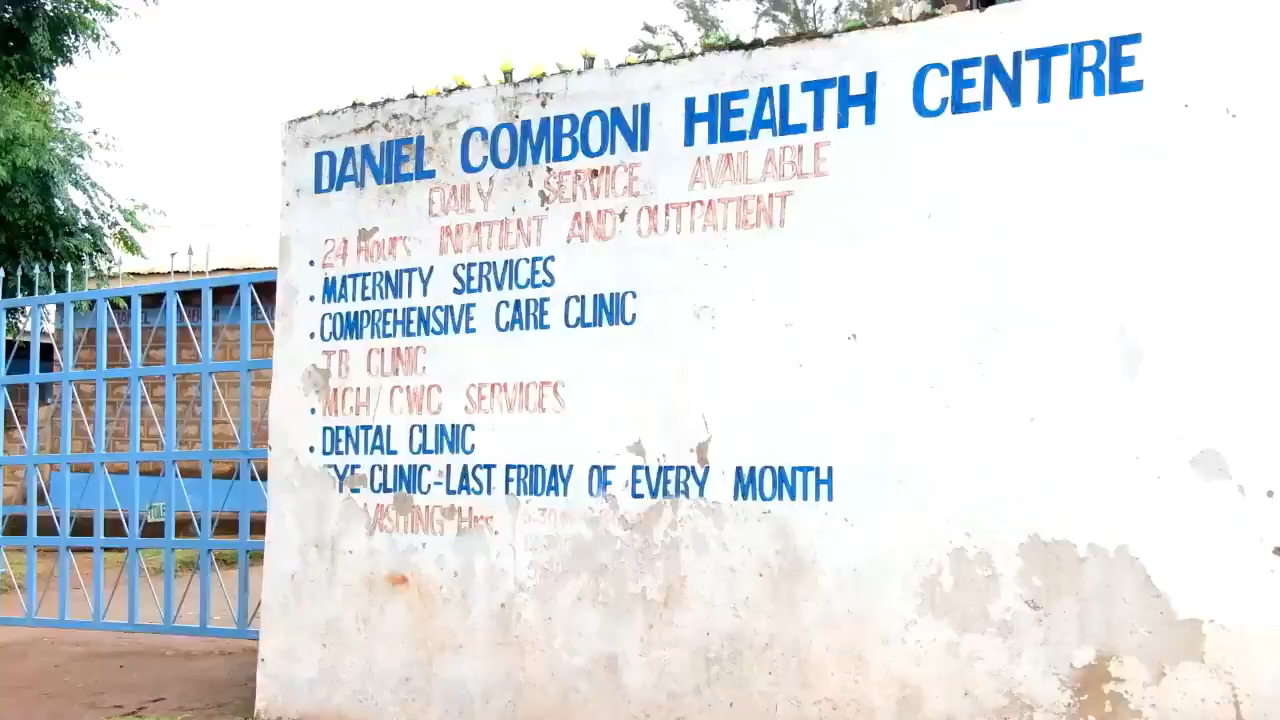 DANIEL COMBONI HEALTH CENTRE
DAILY SERVICE AVAILABLE
. 24 Hours INPATIENT AND OUTPATIENT
. MATERNITY SERVICES
. COMPREHENSIVE CARE CLINIC
TB CLINIC
. MCH/CWC SERVICES
. DENTAL CLINIC
EYE CLINIC-LAST FRIDAY OF EVERY MONTH
VISITING Hrs.